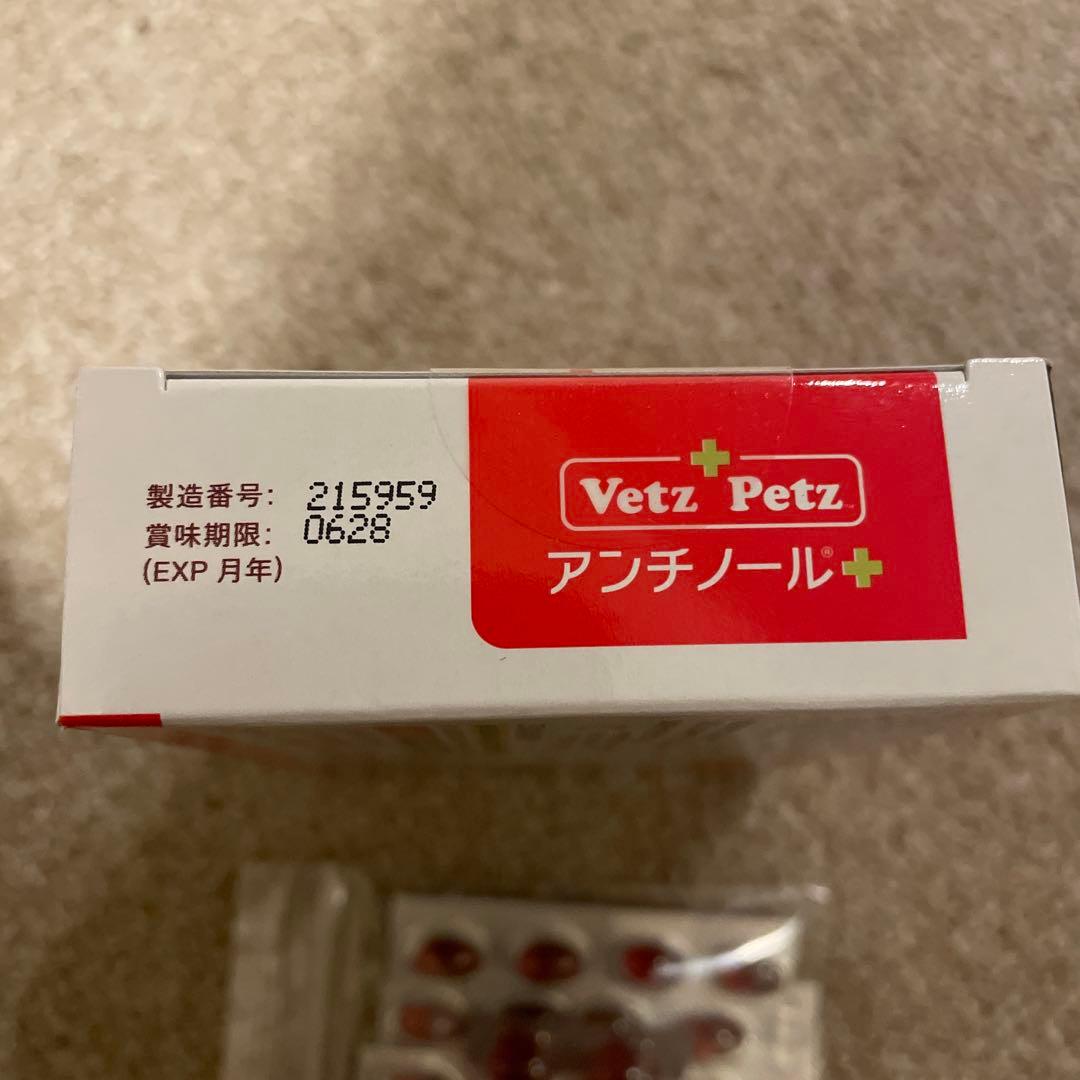 製造番号: 215959
賞味期限: 0628
(EXP 月年)
Vetz Petz
アンチノール®